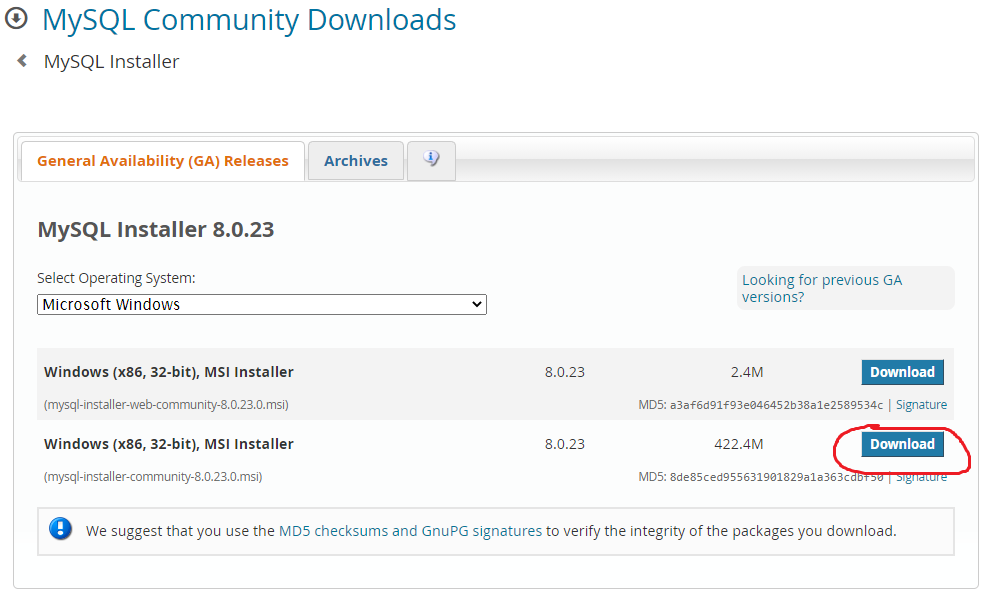 MySQL Community Downloads
MySQL Installer
General Availability (GA) Releases
Archives
MySQL Installer 8.0.23
Select Operating System:
Microsoft Windows
Looking for previous GA
versions?
Windows (x86, 32-bit), MSI Installer 8.0.23 2.4M Download
(mysql-installer-web-community-8.0.23.0.msi) MD5: a3af6d91f93e046452b38a1e2589534c | Signature
Windows (x86, 32-bit), MSI Installer 8.0.23 422.4M Download
(mysql-installer-community-8.0.23.0.msi) MD5: 8de85ced955631901829a1a363cdbf50 | Signature
We suggest that you use the MD5 checksums and GnuPG signatures to verify the integrity of the packages you download.